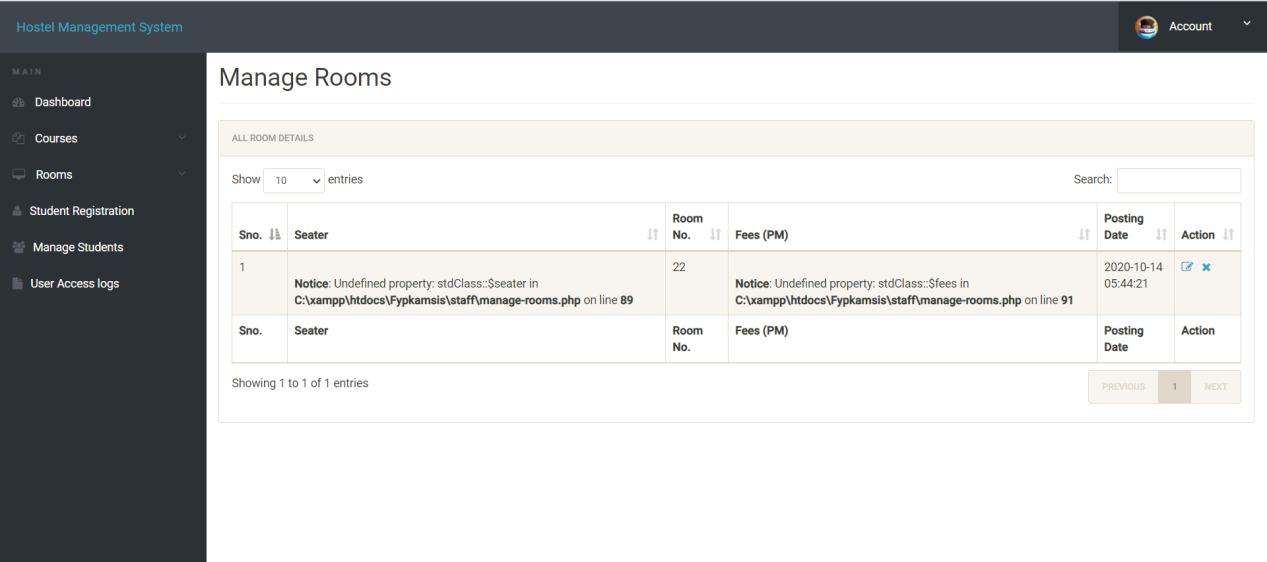 Hostel Management System
Account
MAIN
Dashboard
Courses
Rooms
Student Registration
Manage Students
User Access logs
Manage Rooms
ALL ROOM DETAILS
Show 10 entries
Search:
Sno. Seater Room No. Fees (PM) Posting Date Action
1
Notice: Undefined property: stdClass::$seater in
C:\xampp\htdocs\Fypkamsis\staff\manage-rooms.php on line 89
22
Notice: Undefined property: stdClass::$fees in
C:\xampp\htdocs\Fypkamsis\staff\manage-rooms.php on line 91
2020-10-14
05:44:21
Sno. Seater Room No. Fees (PM) Posting Date Action
Showing 1 to 1 of 1 entries
PREVIOUS 1 NEXT